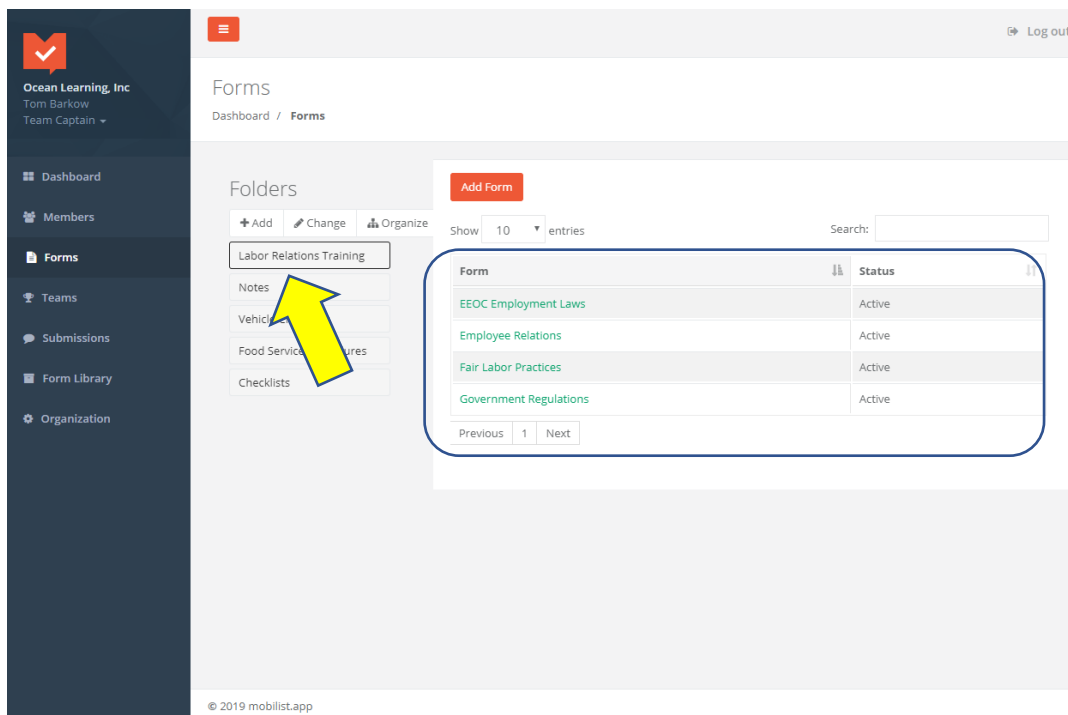 Log out
Ocean Learning, Inc
Tom Barkow
Team Captain
Forms
Dashboard / Forms
Dashboard
Members
Forms
Teams
Submissions
Form Library
Organization
Folders
Add Change Organize
Labor Relations Training
Notes
Food Service
Checklists
Add Form
Show 10 entries
Search:
Form Status
EEOC Employment Laws Active
Employee Relations Active
Fair Labor Practices Active
Government Regulations Active
Previous 1 Next
© 2019 mobilist.app